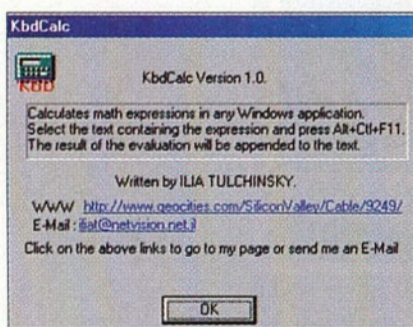 KbdCalc
KBD
KbdCalc Version 1.0.
Calculates math expressions in any Windows application.
Select the text containing the expression and press Alt+Ctl+F11.
The result of the evaluation will be appended to the text.
Written by ILIA TULCHINSKY.
WWW http://www.geocities.com/SiliconValley/Cable/9249/
E-Mail: iliat@netvision.net.il
Click on the above links to go to my page or send me an E-Mail
OK